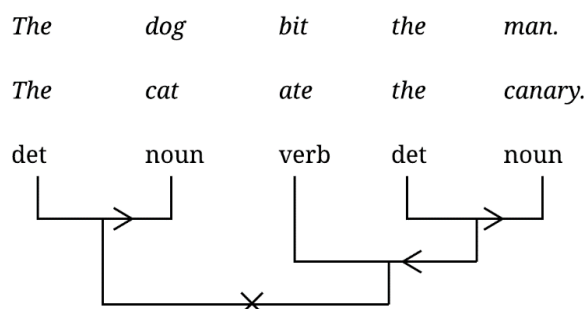 The dog bit the man.
The cat ate the canary.
det noun verb det noun